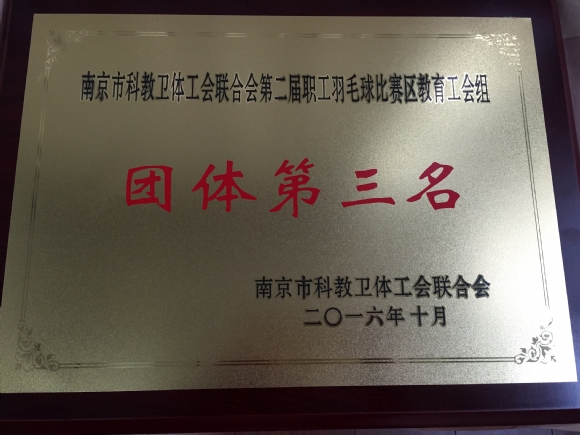 南京市科教卫体工会联合会第二届职工羽毛球比赛区教育工会组
团体第三名
南京市科教卫体工会联合会
二〇一六年十月